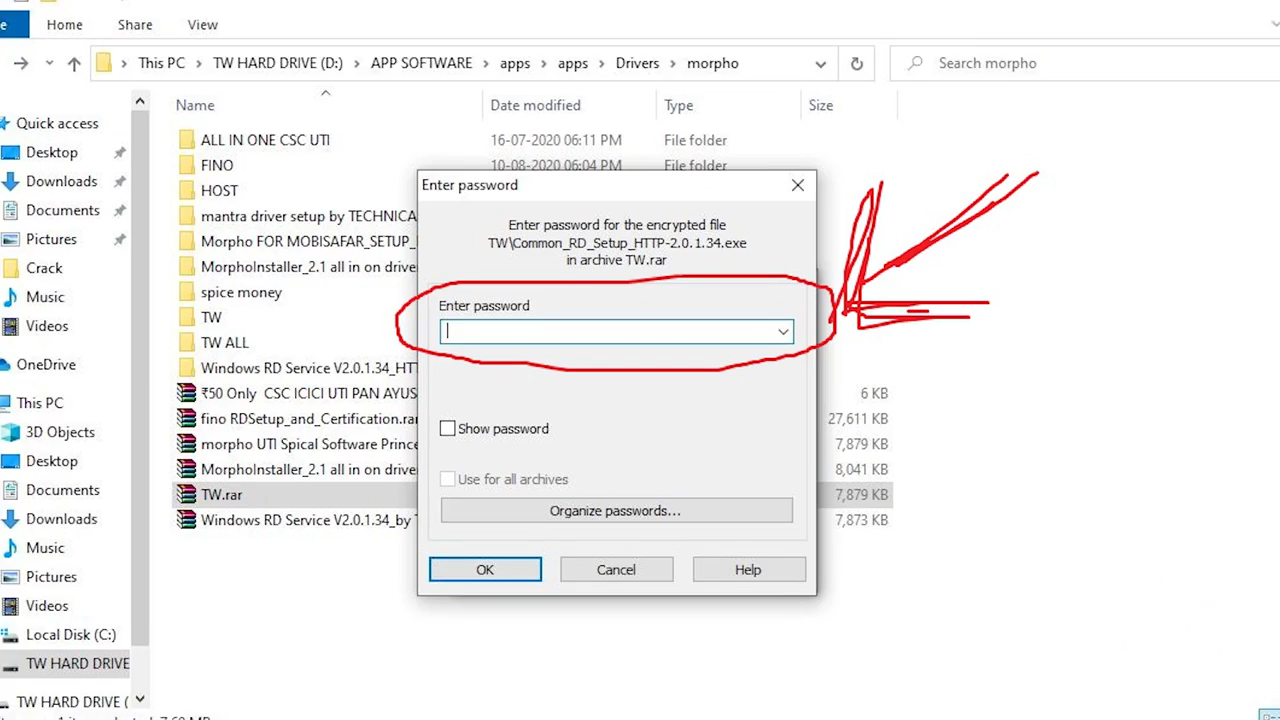 Home Share View
This PC TW HARD DRIVE (D:) APP SOFTWARE apps apps Drivers morpho Search morpho
Name Date modified Type Size
Quick access
Desktop
Downloads
Documents
Pictures
Crack
Music
Videos
OneDrive
This PC
3D Objects
Desktop
Documents
Downloads
Music
Pictures
Videos
Local Disk (C:)
TW HARD DRIVE
TW HARD DRIVE (
ALL IN ONE CSC UTI 16-07-2020 06:11 PM File folder
FINO 10-08-2020 06:04 PM File folder
HOST
mantra driver setup by TECHNICA
Morpho FOR MOBISAFAR_SETUP_
MorphoInstaller_2.1 all in on drive
spice money
TW
TW ALL
Windows RD Service V2.0.1.34_HT
₹50 Only CSC ICICI UTI PAN AYUS 6 KB
fino RDSetup_and_Certification.rar 27,611 KB
morpho UTI Spical Software Prince 7,879 KB
MorphoInstaller_2.1 all in on drive 8,041 KB
TW.rar 7,879 KB
Windows RD Service V2.0.1.34_by 7,873 KB
Enter password
Enter password for the encrypted file
TW\Common_RD_Setup_HTTP-2.0.1.34.exe
in archive TW.rar
Enter password
Show password
Use for all archives
Organize passwords...
OK Cancel Help